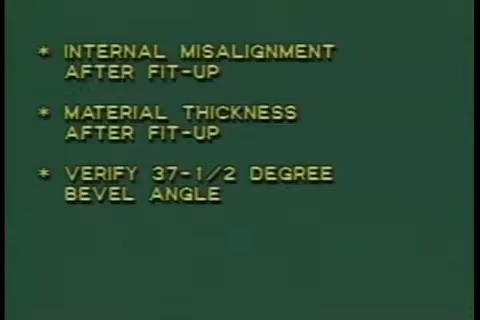 * INTERNAL MISALIGNMENT
AFTER FIT-UP
* MATERIAL THICKNESS
AFTER FIT-UP
* VERIFY 37-1/2 DEGREE
BEVEL ANGLE